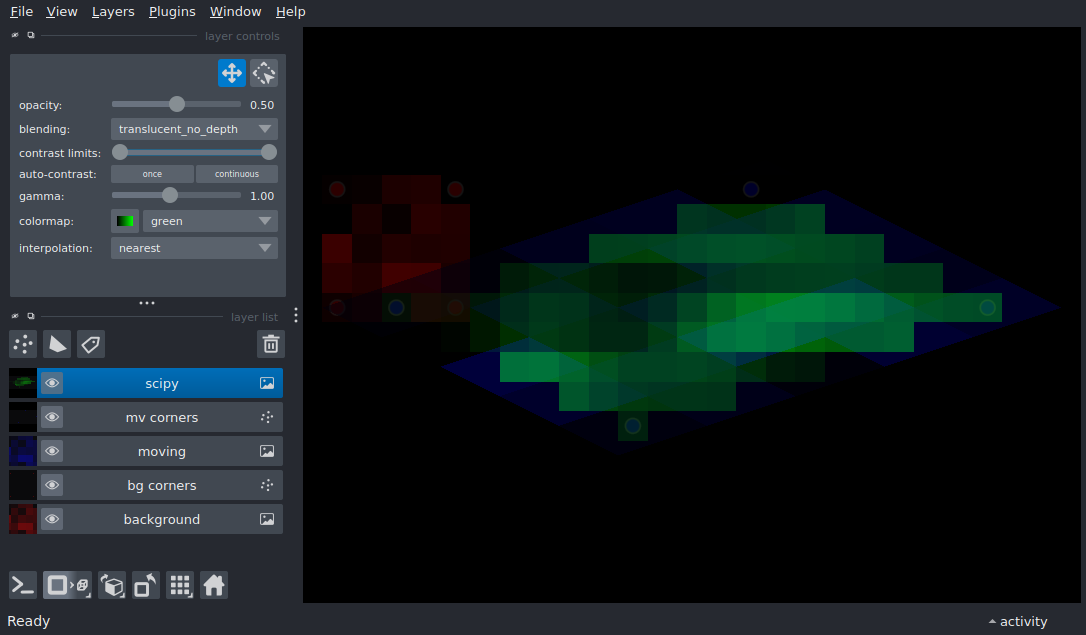 File View Layers Plugins Window Help
layer controls
opacity: 0.50
blending: translucent_no_depth
contrast limits:
auto-contrast: once continuous
gamma: 1.00
colormap: green
interpolation: nearest
layer list
scipy
mv corners
moving
bg corners
background
Ready activity